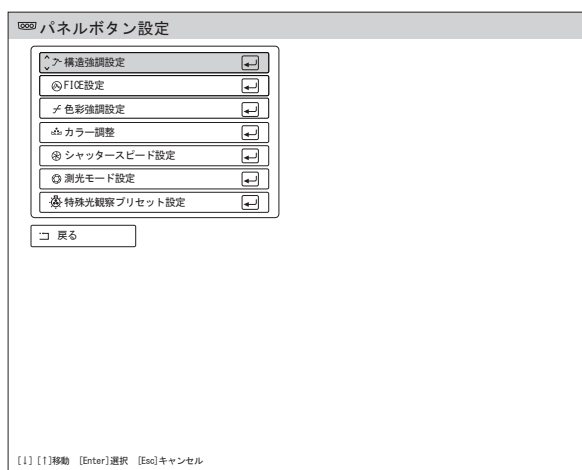 パネルボタン設定
構造強調設定
FICE設定
色彩強調設定
カラー調整
シャッタースピード設定
測光モード設定
特殊光観察プリセット設定
戻る
[↓] [↑]移動 [Enter]選択 [Esc]キャンセル